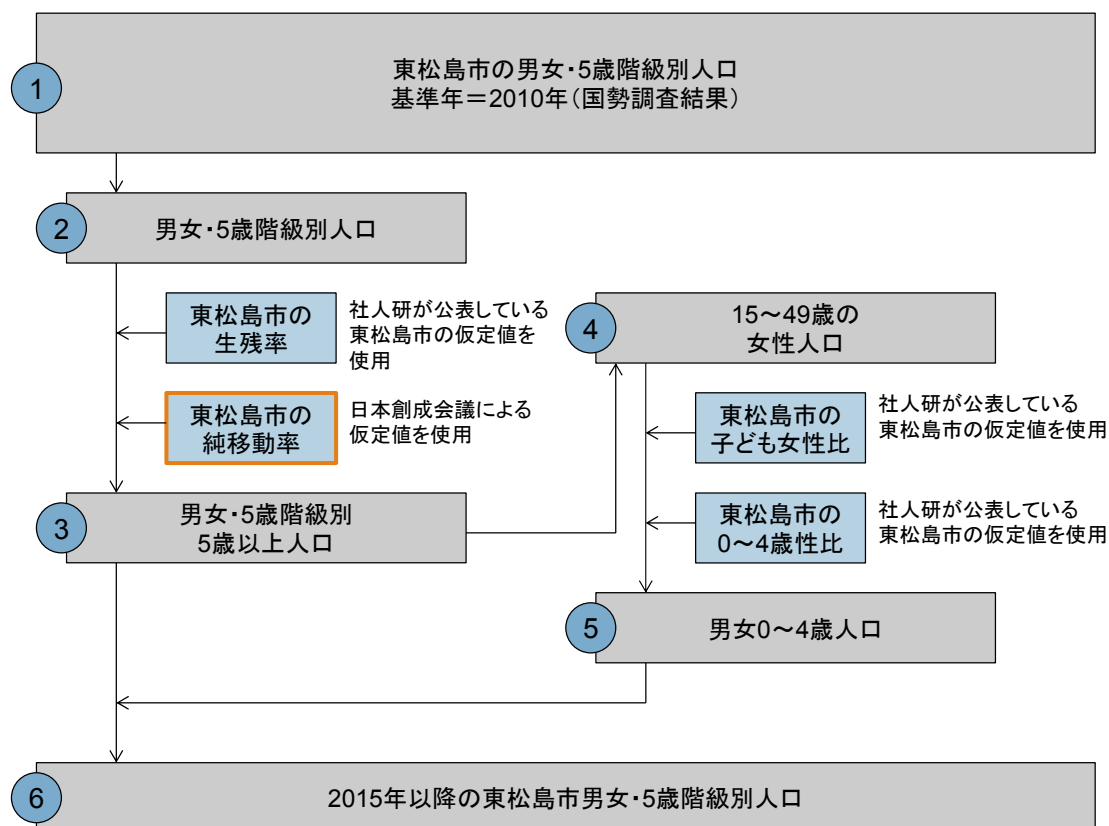 1
東松島市の男女・5歳階級別人口
基準年＝2010年（国勢調査結果）
2
男女・5歳階級別人口
東松島市の
生残率
社人研が公表している
東松島市の仮定値を
使用
東松島市の
純移動率
日本創成会議による
仮定値を使用
3
男女・5歳階級別
5歳以上人口
4
15～49歳の
女性人口
東松島市の
子ども女性比
社人研が公表している
東松島市の仮定値を使用
東松島市の
0～4歳性比
社人研が公表している
東松島市の仮定値を使用
5
男女0～4歳人口
6
2015年以降の東松島市男女・5歳階級別人口